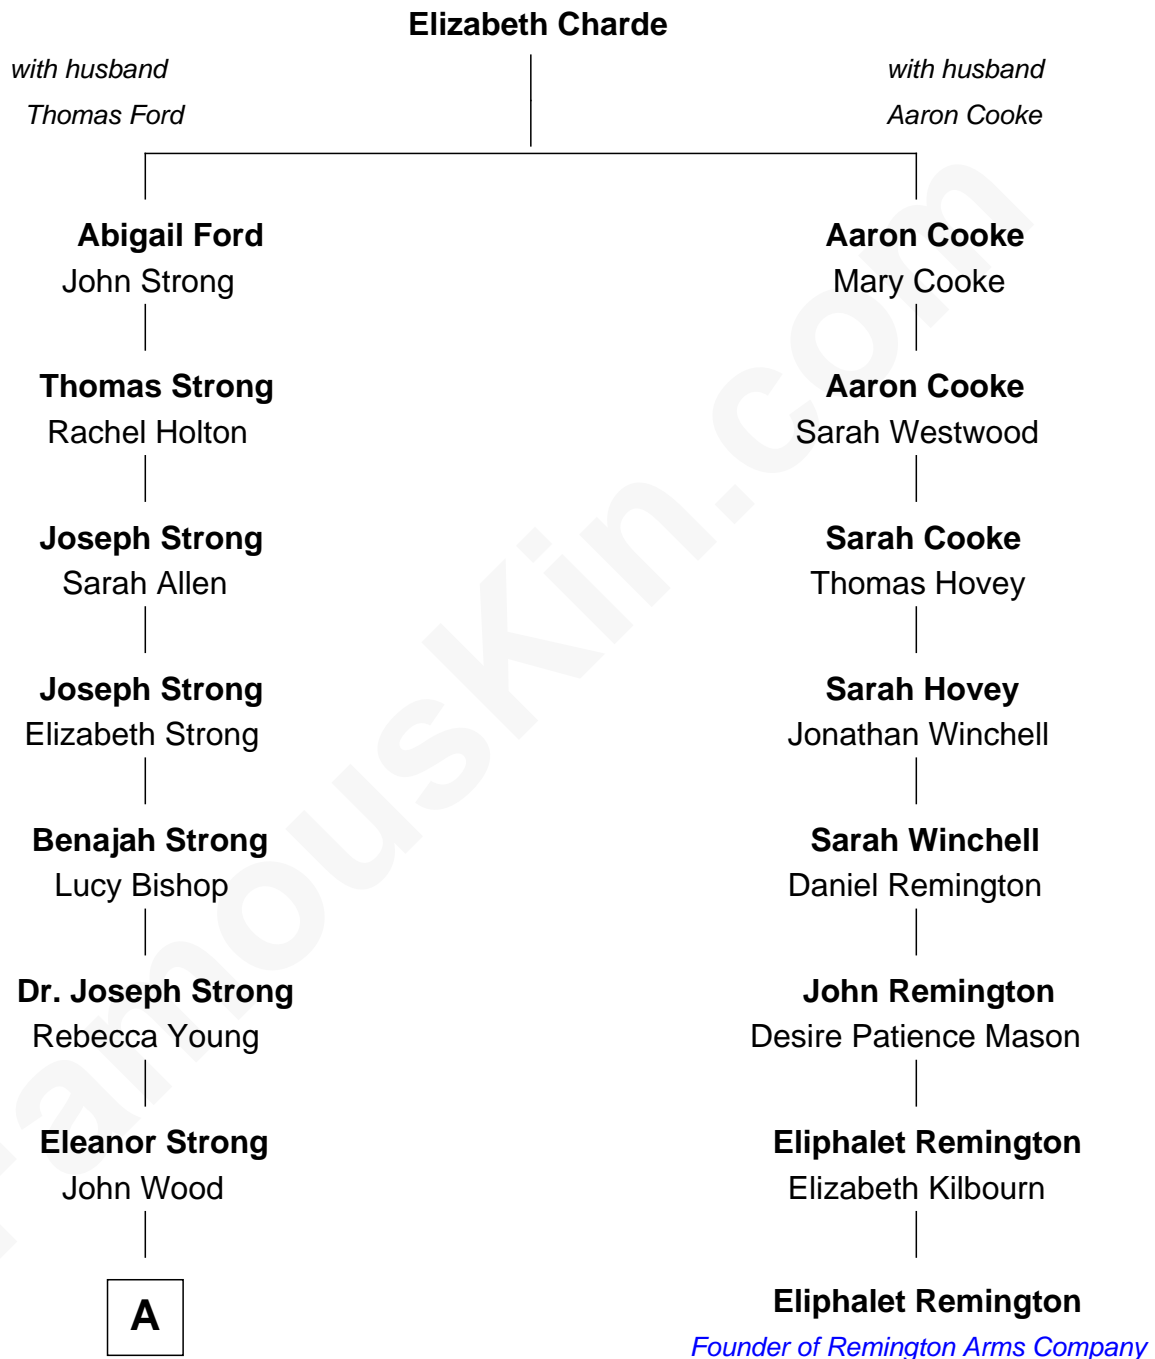 Elizabeth Charde
with husband
Thomas Ford
with husband
Aaron Cooke
Abigail Ford
John Strong
Aaron Cooke
Mary Cooke
Thomas Strong
Rachel Holton
Aaron Cooke
Sarah Westwood
Joseph Strong
Sarah Allen
Sarah Cooke
Thomas Hovey
Joseph Strong
Elizabeth Strong
Sarah Hovey
Jonathan Winchell
Benajah Strong
Lucy Bishop
Sarah Winchell
Daniel Remington
Dr. Joseph Strong
Rebecca Young
John Remington
Desire Patience Mason
Eleanor Strong
John Wood
Eliphalet Remington
Elizabeth Kilbourn
A
Eliphalet Remington
Founder of Remington Arms Company
FamousKin.com